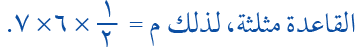 القاعدة مثلثة، لذلك م = ١/٢ × ٦ × ٧.